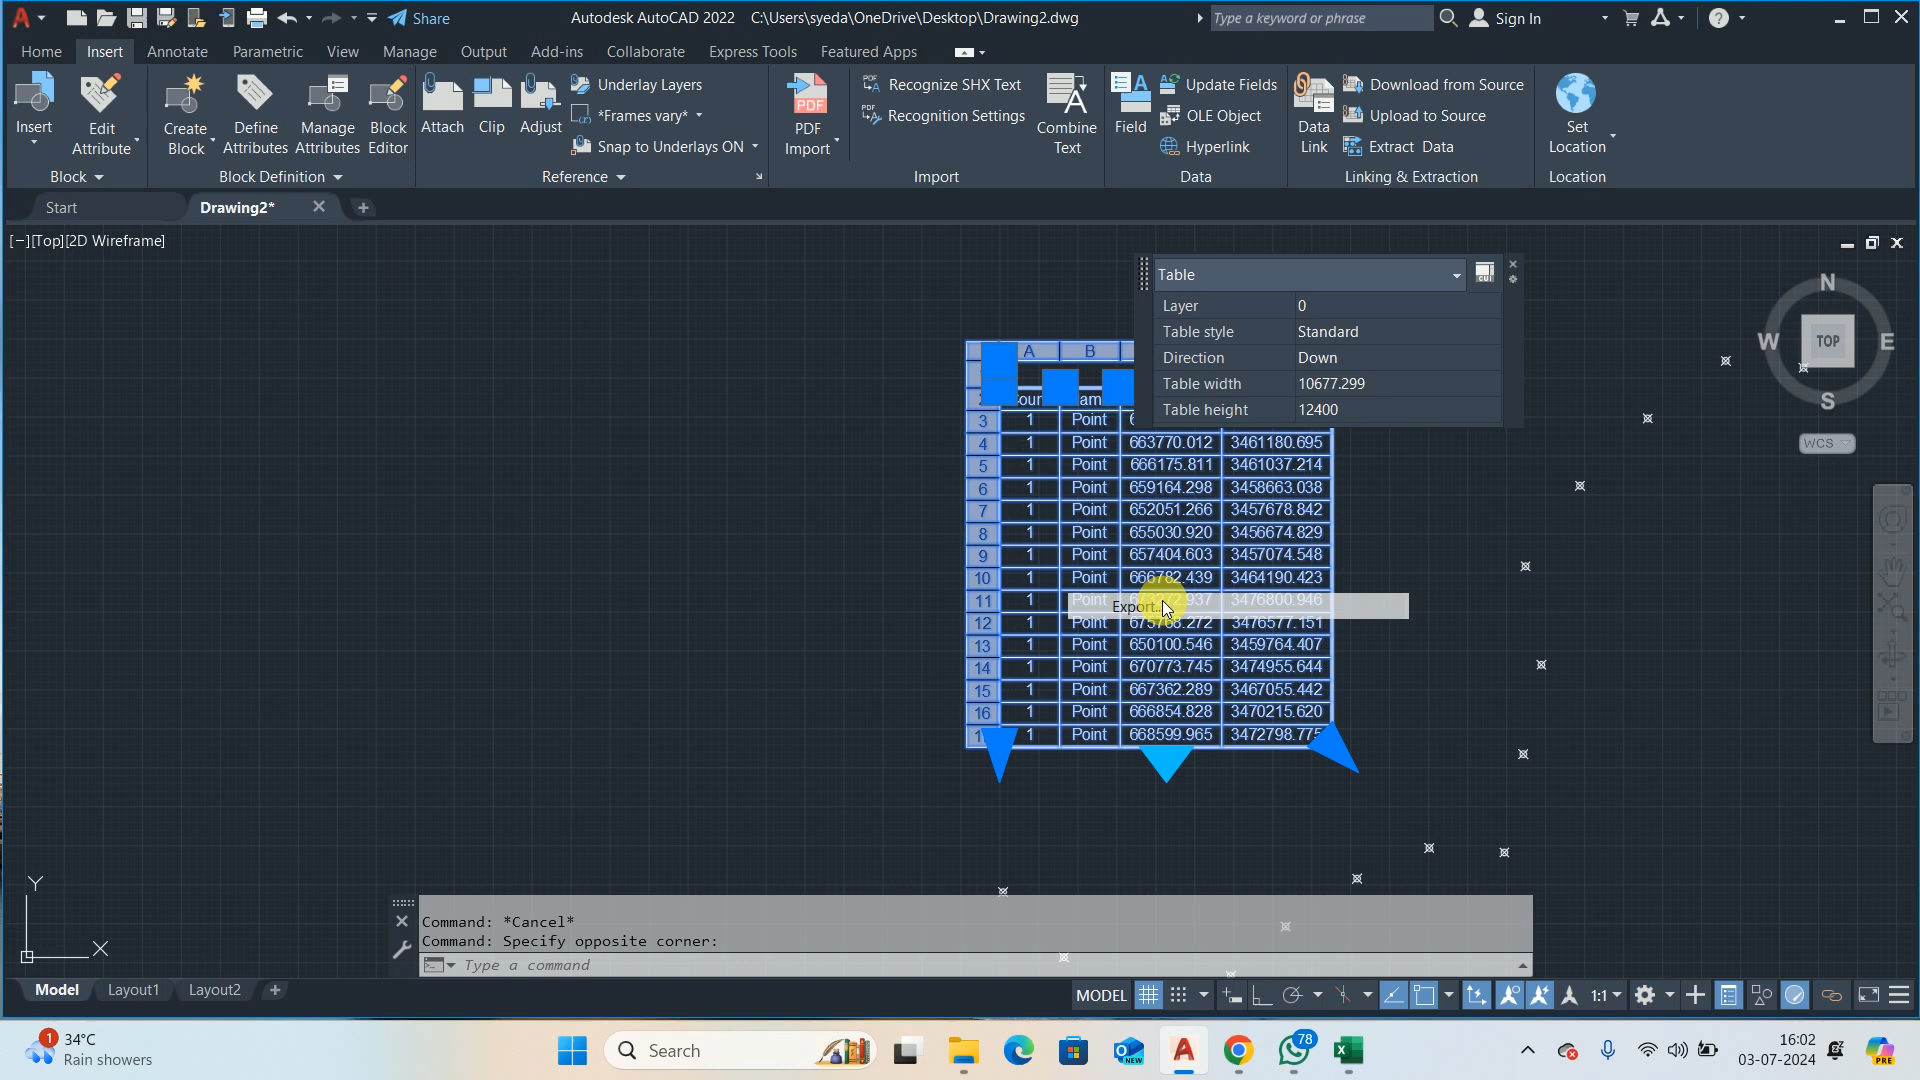 Share
Autodesk AutoCAD 2022 C:\Users\syeda\OneDrive\Desktop\Drawing2.dwg
Type a keyword or phrase
Sign In
Home Insert Annotate Parametric View Manage Output Add-ins Collaborate Express Tools Featured Apps
Insert
Edit Attribute
Block
Create Block
Define Attributes
Manage Attributes
Block Editor
Block Definition
Attach
Clip
Adjust
Underlay Layers
*Frames vary*
Snap to Underlays ON
Reference
PDF Import
Recognize SHX Text
Recognition Settings
Combine Text
Import
Field
Update Fields
OLE Object
Hyperlink
Data
Data Link
Download from Source
Upload to Source
Extract Data
Linking & Extraction
Set Location
Location
Start
Drawing2*
[−][Top][2D Wireframe]
Table
Layer 0
Table style Standard
Direction Down
Table width 10677.299
Table height 12400
N
W TOP E
S
WCS
A B
3 1 Point
4 1 Point 663770.012 3461180.695
5 1 Point 666175.811 3461037.214
6 1 Point 659164.298 3458663.038
7 1 Point 652051.266 3457678.842
8 1 Point 655030.920 3456674.829
9 1 Point 657404.603 3457074.548
10 1 Point 666782.439 3464190.423
11 1 Point 3476800.946
Export...
12 1 Point 675768.272 3476577.151
13 1 Point 650100.546 3459764.407
14 1 Point 670773.745 3474955.644
15 1 Point 667362.289 3467055.442
16 1 Point 666854.828 3470215.620
1 Point 668599.965 3472798.775
Y
X
Command: *Cancel*
Command: Specify opposite corner:
Type a command
Model Layout1 Layout2
MODEL
1:1
1
34°C
Rain showers
Search
NEW
78
16:02
03-07-2024
PRE